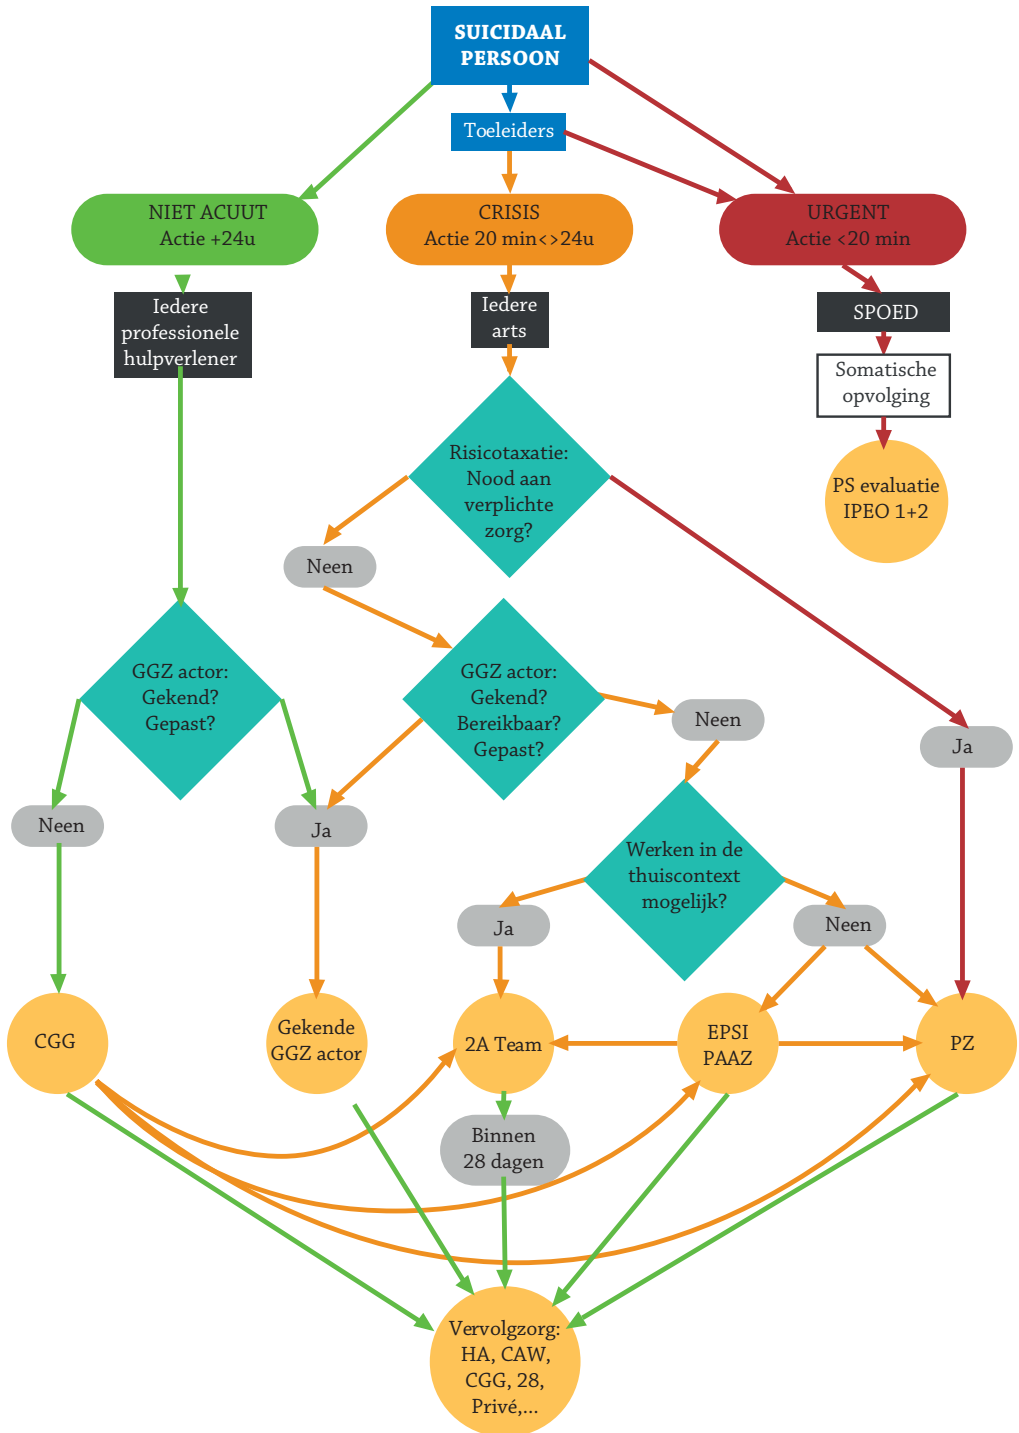 SUICIDAAL
PERSOON
Toeleiders
NIET ACUUT
Actie +24u
CRISIS
Actie 20 min<>24u
URGENT
Actie <20 min
Iedere
professionele
hulpverlener
Iedere
arts
SPOED
Somatische
opvolging
PS evaluatie
IPEO 1+2
Risicotaxatie:
Nood aan
verplichte
zorg?
Neen
GGZ actor:
Gekend?
Gepast?
GGZ actor:
Gekend?
Bereikbaar?
Gepast?
Neen
Ja
Neen
Ja
Werken in de
thuiscontext
mogelijk?
Ja
Neen
CGG
Gekende
GGZ actor
2A Team
EPSI
PAAZ
PZ
Binnen
28 dagen
Vervolgzorg:
HA, CAW,
CGG, 28,
Privé,...